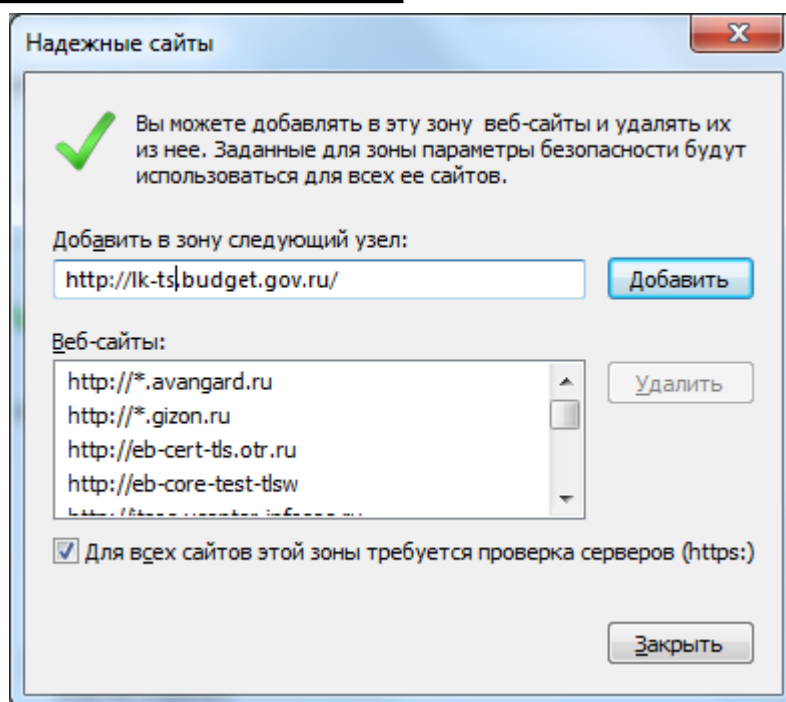 Надежные сайты
Вы можете добавлять в эту зону веб-сайты и удалять их
из нее. Заданные для зоны параметры безопасности будут
использоваться для всех ее сайтов.
Добавить в зону следующий узел:
http://lk-ts.budget.gov.ru/
Добавить
Веб-сайты:
http://*.avangard.ru
Удалить
http://*.gizon.ru
http://eb-cert-tls.otr.ru
http://eb-core-test-tlsw
Для всех сайтов этой зоны требуется проверка серверов (https:)
Закрыть